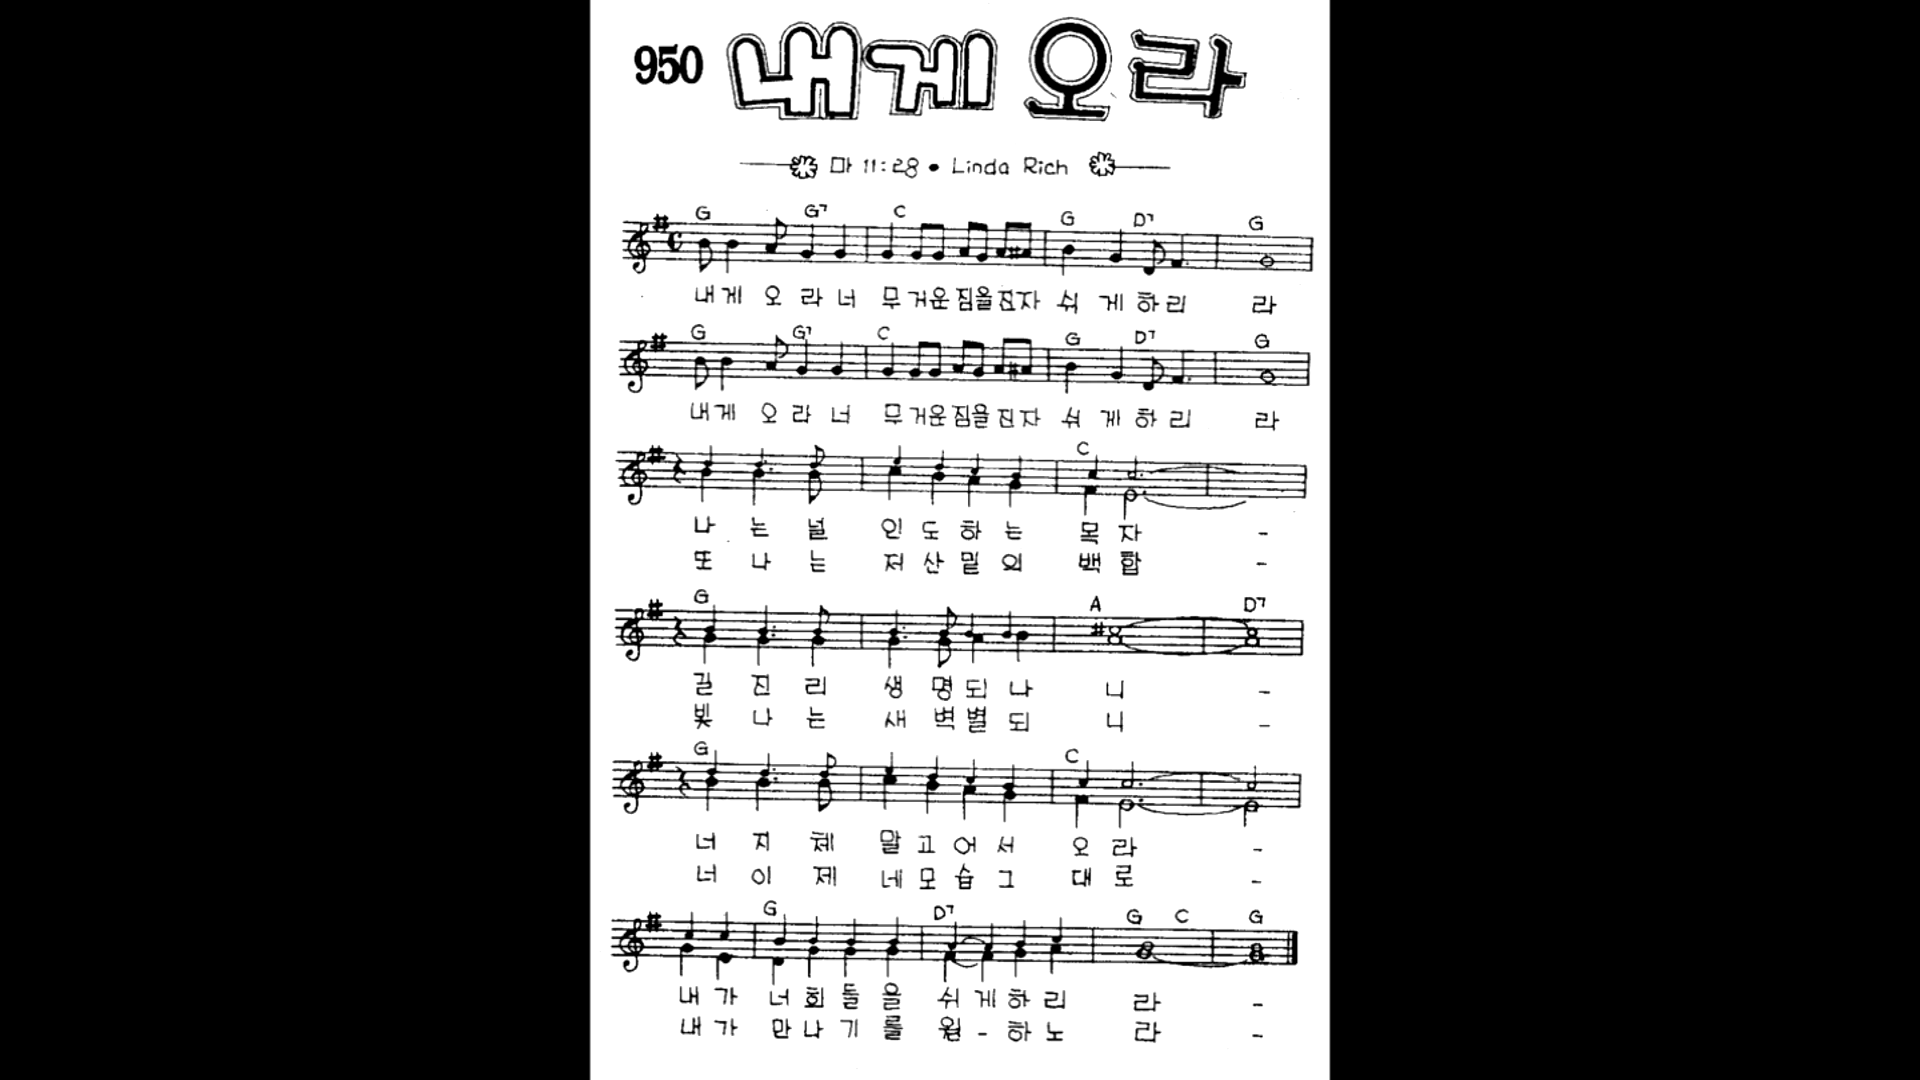 950 내게 오라
마 11:28 • Linda Rich
G G7 C G D7 G
내게 오 라 너 무 거운 짐을 진자 쉬 게 하 리 라
G G7 C G D7 G
내게 오 라 너 무 거운 짐을 진자 쉬 게 하 리 라
C
나 는 널 인 도 하 는 목 자 -
또 나 는 저 산 밑 의 백 합 -
G A D7
길 진 리 생 명 되 나 니 -
빛 나 는 새 벽 별 되 니 -
G C
너 지 체 말 고 어 서 오 라 -
너 이 제 네 모 습 그 대 로 -
G D7 G C G
내 가 너 희 들 을 쉬 게 하 리 라 -
내 가 만 나 기 를 원 - 하 노 라 -